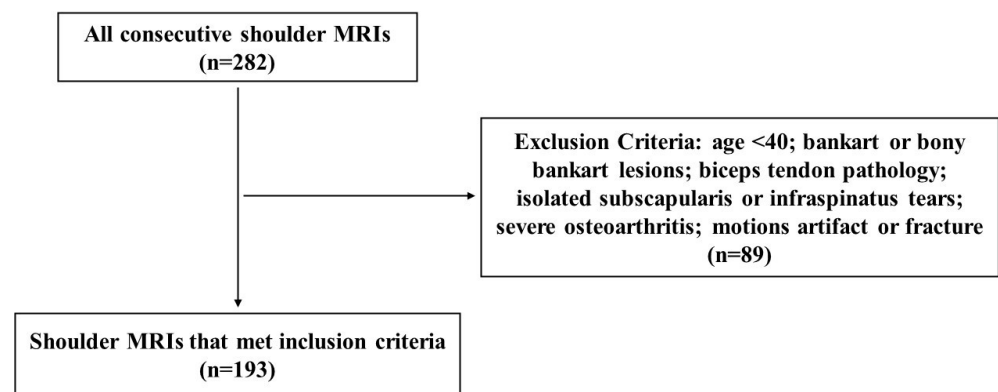 All consecutive shoulder MRIs
(n=282)
Exclusion Criteria: age <40; bankart or bony
bankart lesions; biceps tendon pathology;
isolated subscapularis or infraspinatus tears;
severe osteoarthritis; motions artifact or fracture
(n=89)
Shoulder MRIs that met inclusion criteria
(n=193)